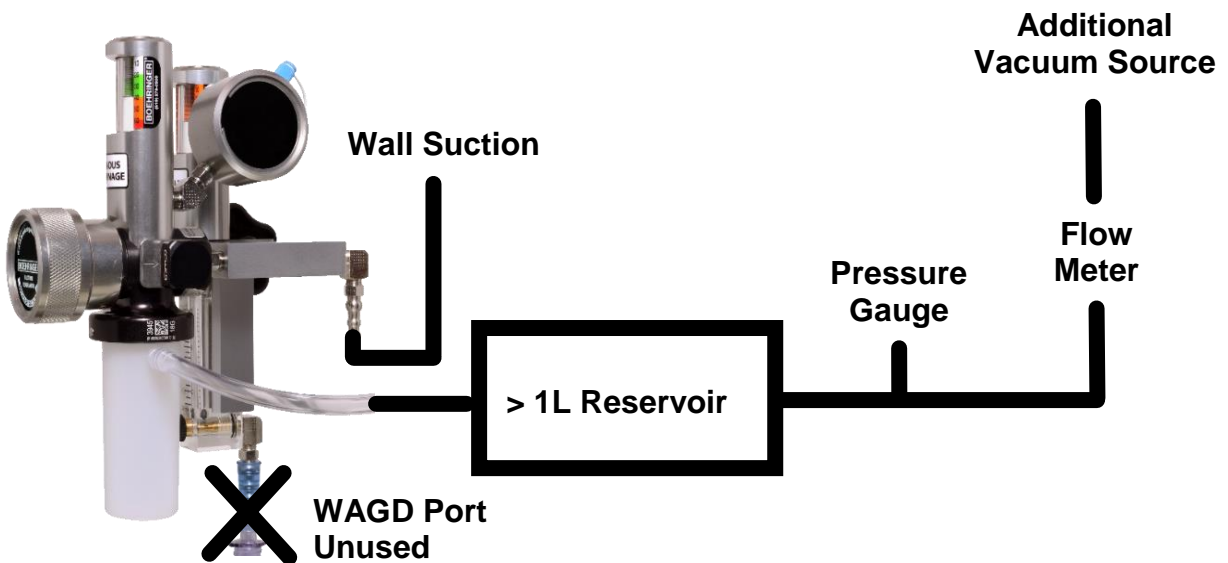 Additional
Vacuum Source
Wall Suction
Flow
Meter
Pressure
Gauge
> 1L Reservoir
WAGD Port
Unused
BOEHRINGER